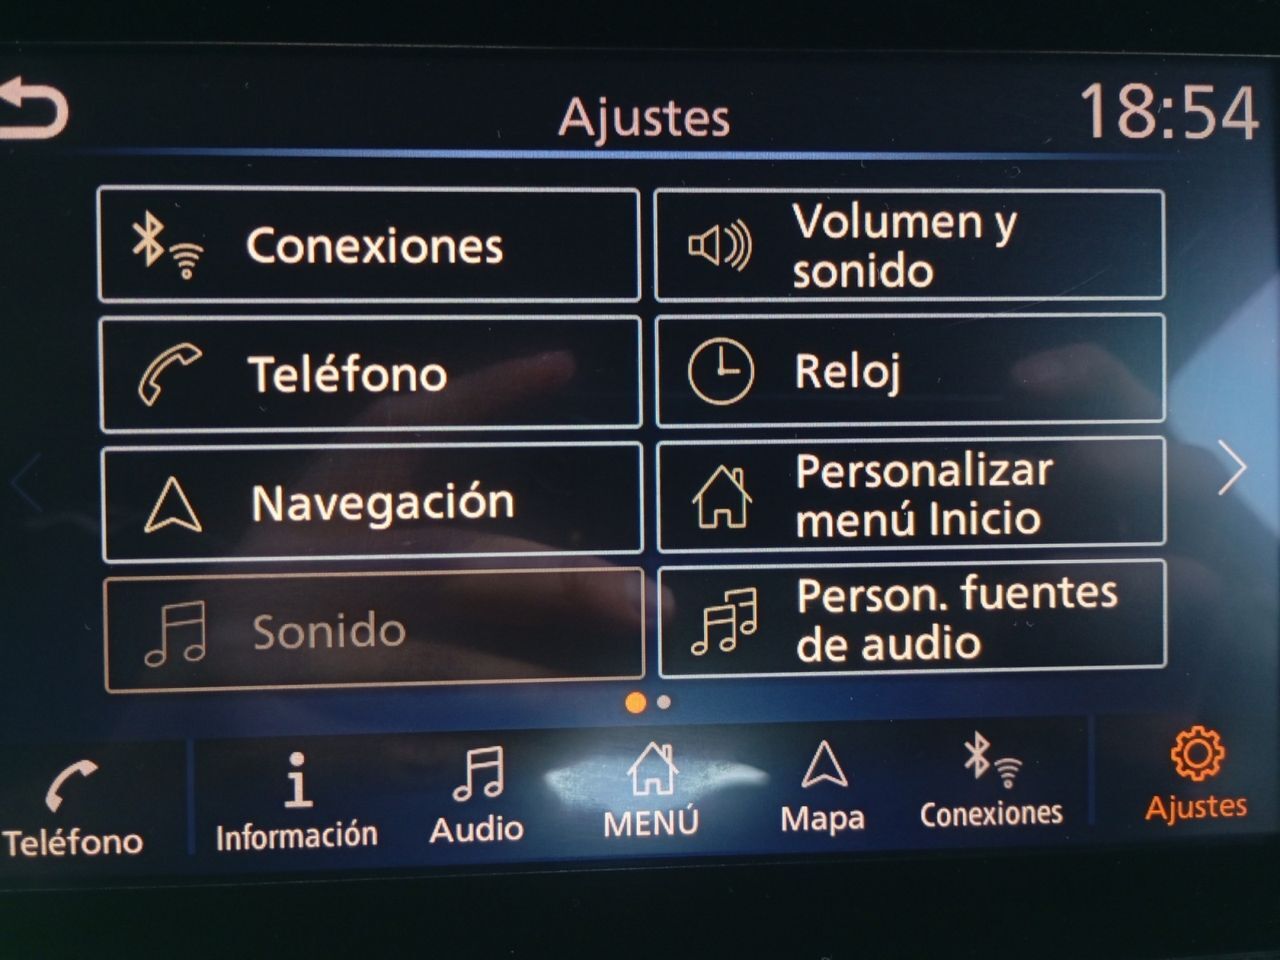 Ajustes
18:54
Conexiones
Volumen y
sonido
Teléfono
Reloj
Navegación
Personalizar
menú Inicio
Sonido
Person. fuentes
de audio
Teléfono
Información
Audio
MENÚ
Mapa
Conexiones
Ajustes